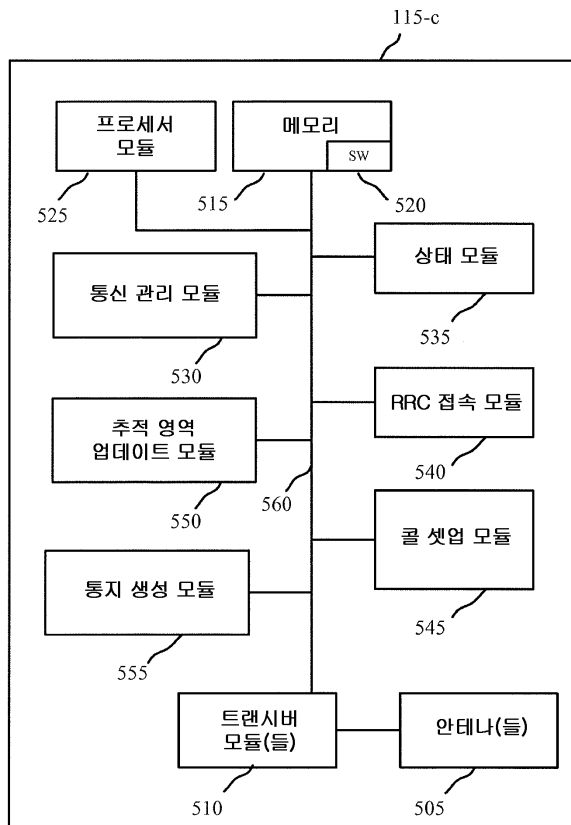 115-c
프로세서
모듈
메모리
SW
525
515
520
상태 모듈
535
통신 관리 모듈
530
RRC 접속 모듈
540
추적 영역
업데이트 모듈
550
560
콜 셋업 모듈
545
통지 생성 모듈
555
트랜시버
모듈(들)
510
안테나(들)
505